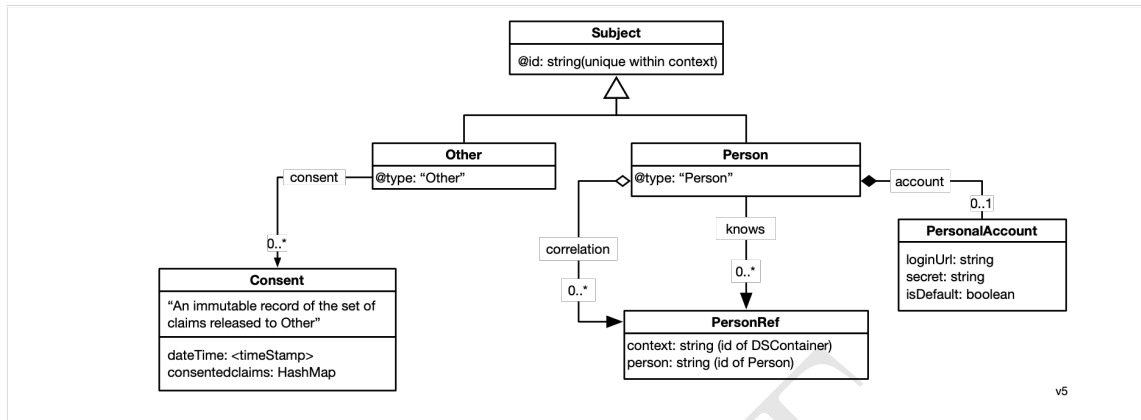 Subject
@id: string(unique within context)
Other
@type: “Other”
Person
@type: “Person”
consent
account
0..1
knows
correlation
0..*
0..*
0..*
PersonalAccount
loginUrl: string
secret: string
isDefault: boolean
Consent
“An immutable record of the set of
claims released to Other”
dateTime: <timeStamp>
consentedclaims: HashMap
PersonRef
context: string (id of DSContainer)
person: string (id of Person)
v5